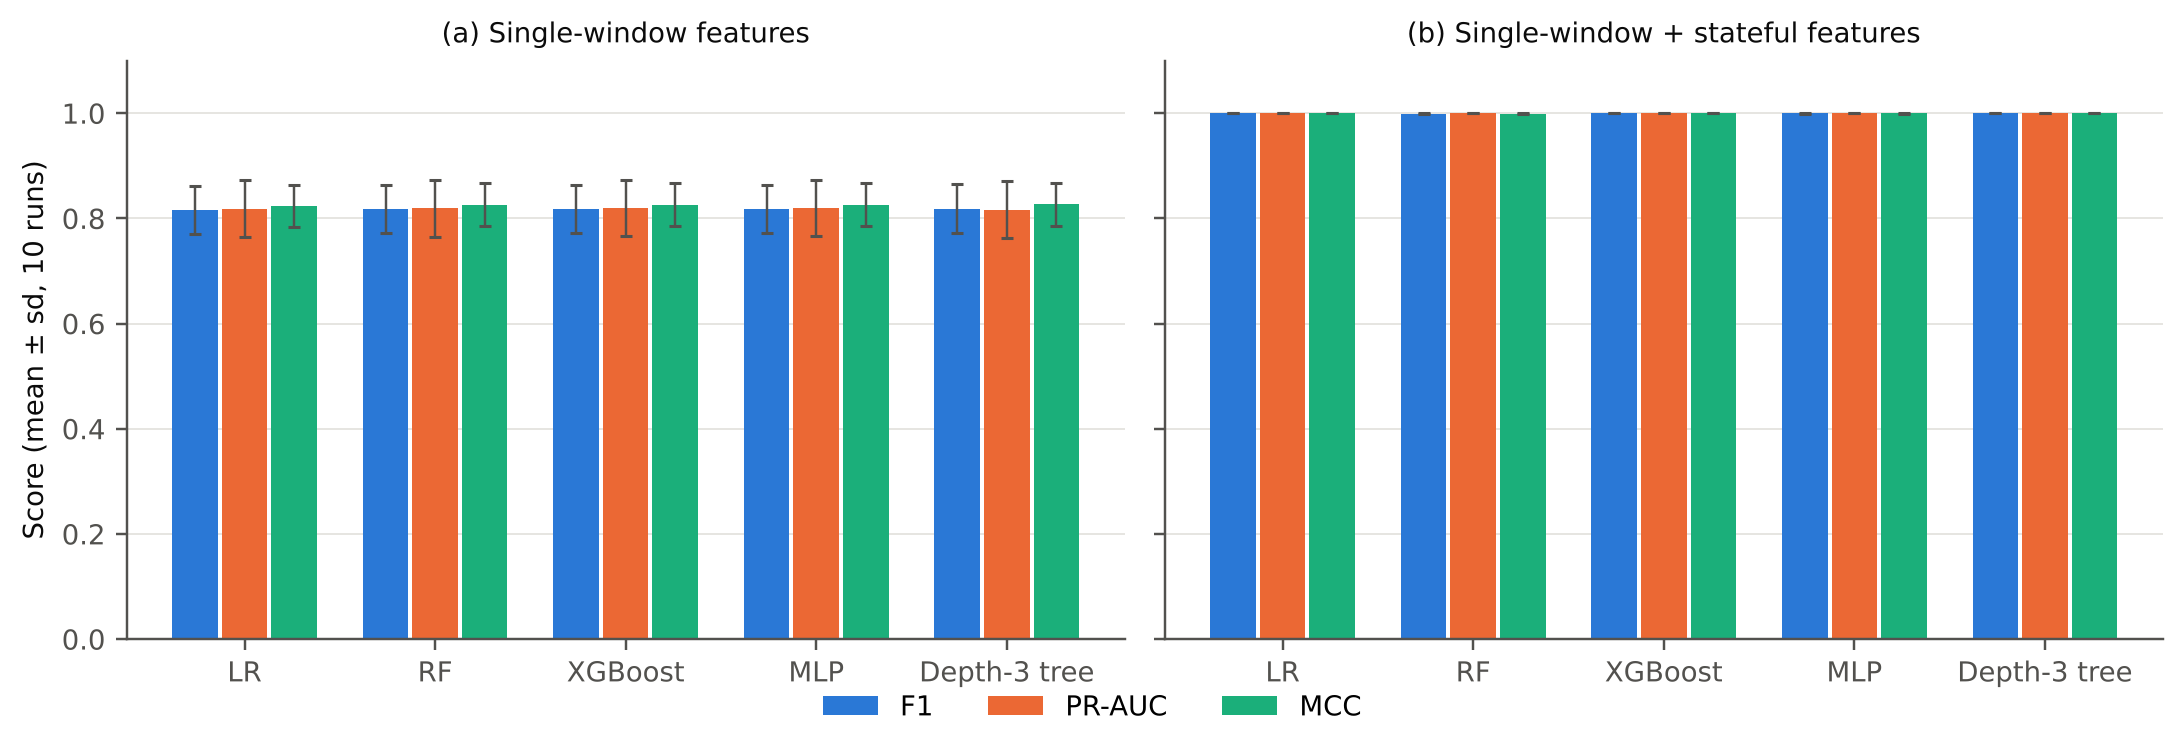 (a) Single-window features
(b) Single-window + stateful features
Score (mean ± sd, 10 runs)
1.0
0.8
0.6
0.4
0.2
0.0
LR RF XGBoost MLP Depth-3 tree
LR RF XGBoost MLP Depth-3 tree
F1 PR-AUC MCC